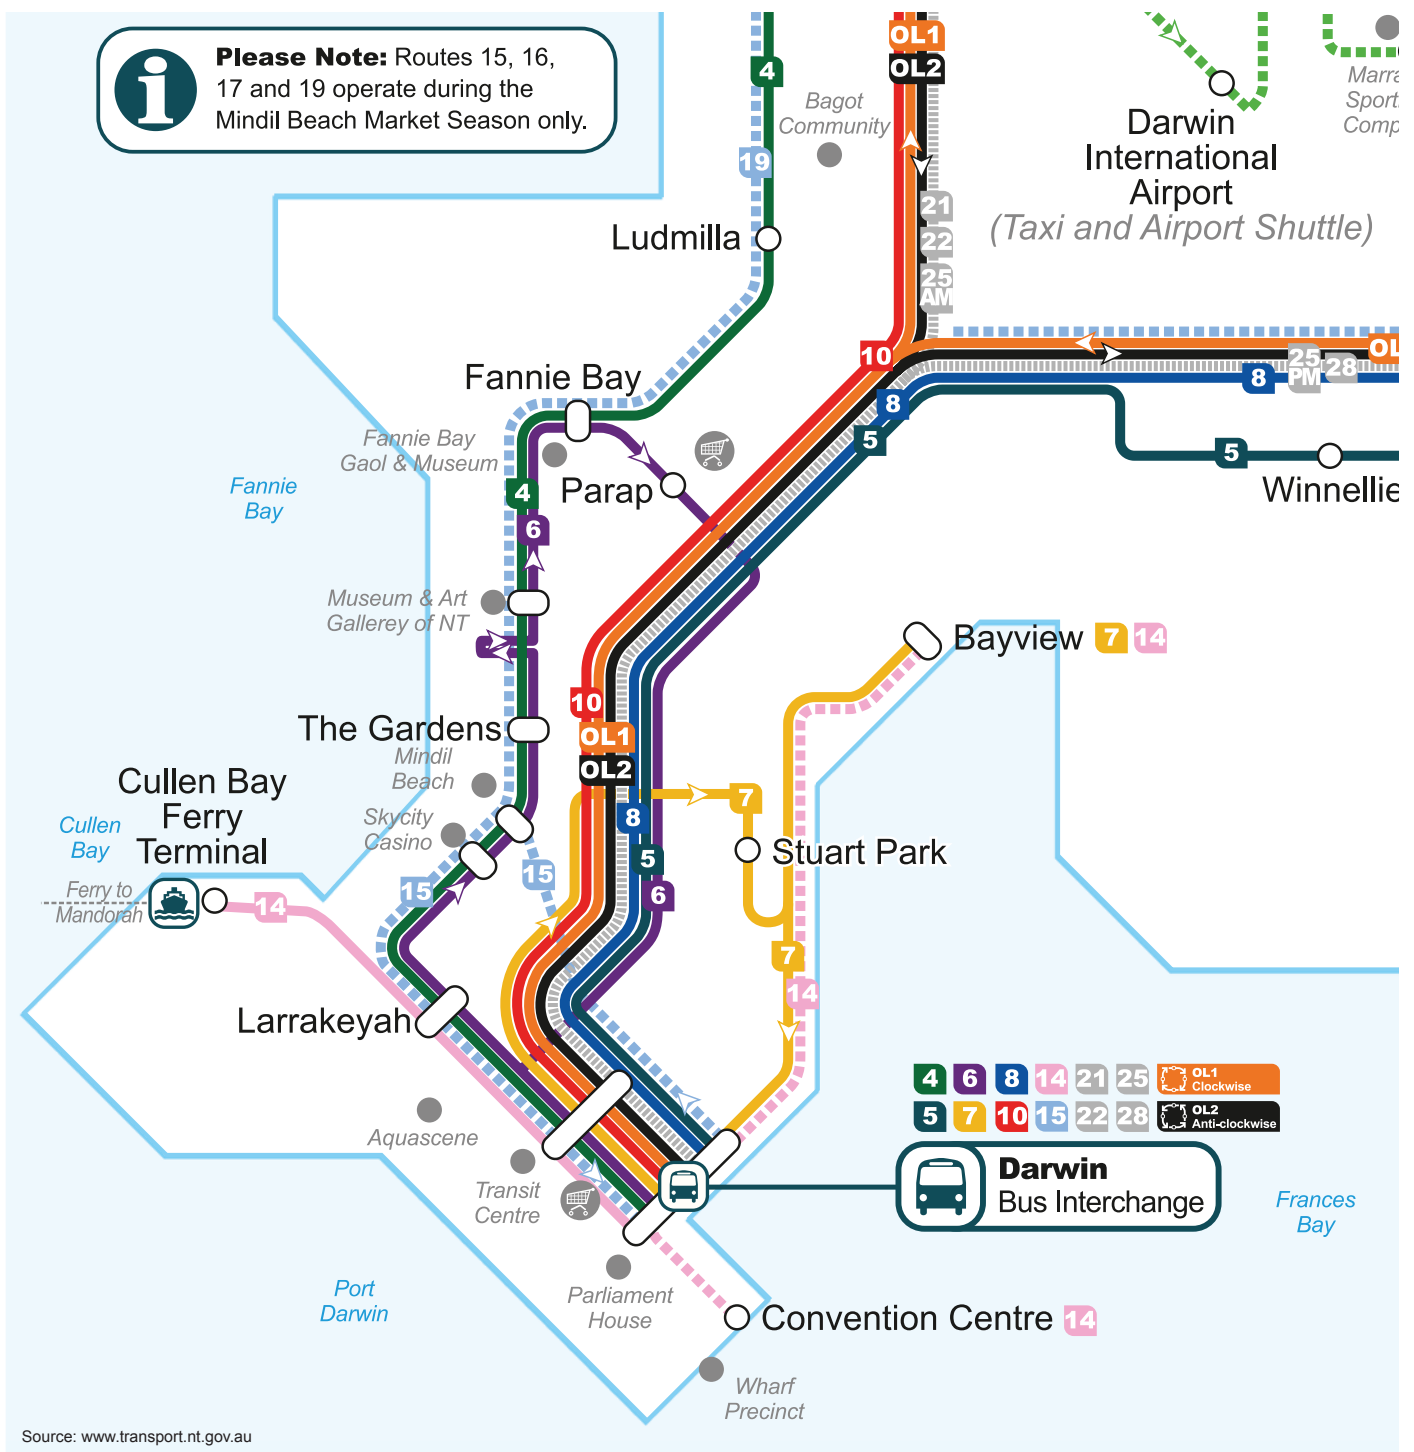 Please Note: Routes 15, 16,
17 and 19 operate during the
Mindil Beach Market Season only.
4
OL1
OL2
Bagot
Community
19
21
22
25
AM
Darwin
International
Airport
(Taxi and Airport Shuttle)
Marra
Sport
Comp
Ludmilla
10
OL
25
PM
28
8
8
5
5
Winnellie
Fannie Bay
Fannie Bay
Gaol & Museum
Parap
4
6
Fannie
Bay
Museum & Art
Gallerey of NT
Bayview
7
14
The Gardens
10
OL1
OL2
Mindil
Beach
Cullen Bay
Ferry
Terminal
Cullen
Bay
Skycity
Casino
7
8
Stuart Park
5
15
15
6
Ferry to
Mandorah
14
7
14
Larrakeyah
4
6
8
14
21
25
OL1
Clockwise
5
7
10
15
22
28
OL2
Anti-clockwise
Aquascene
Transit
Centre
Darwin
Bus Interchange
Frances
Bay
Parliament
House
Port
Darwin
Convention Centre
14
Wharf
Precinct
Source: www.transport.nt.gov.au